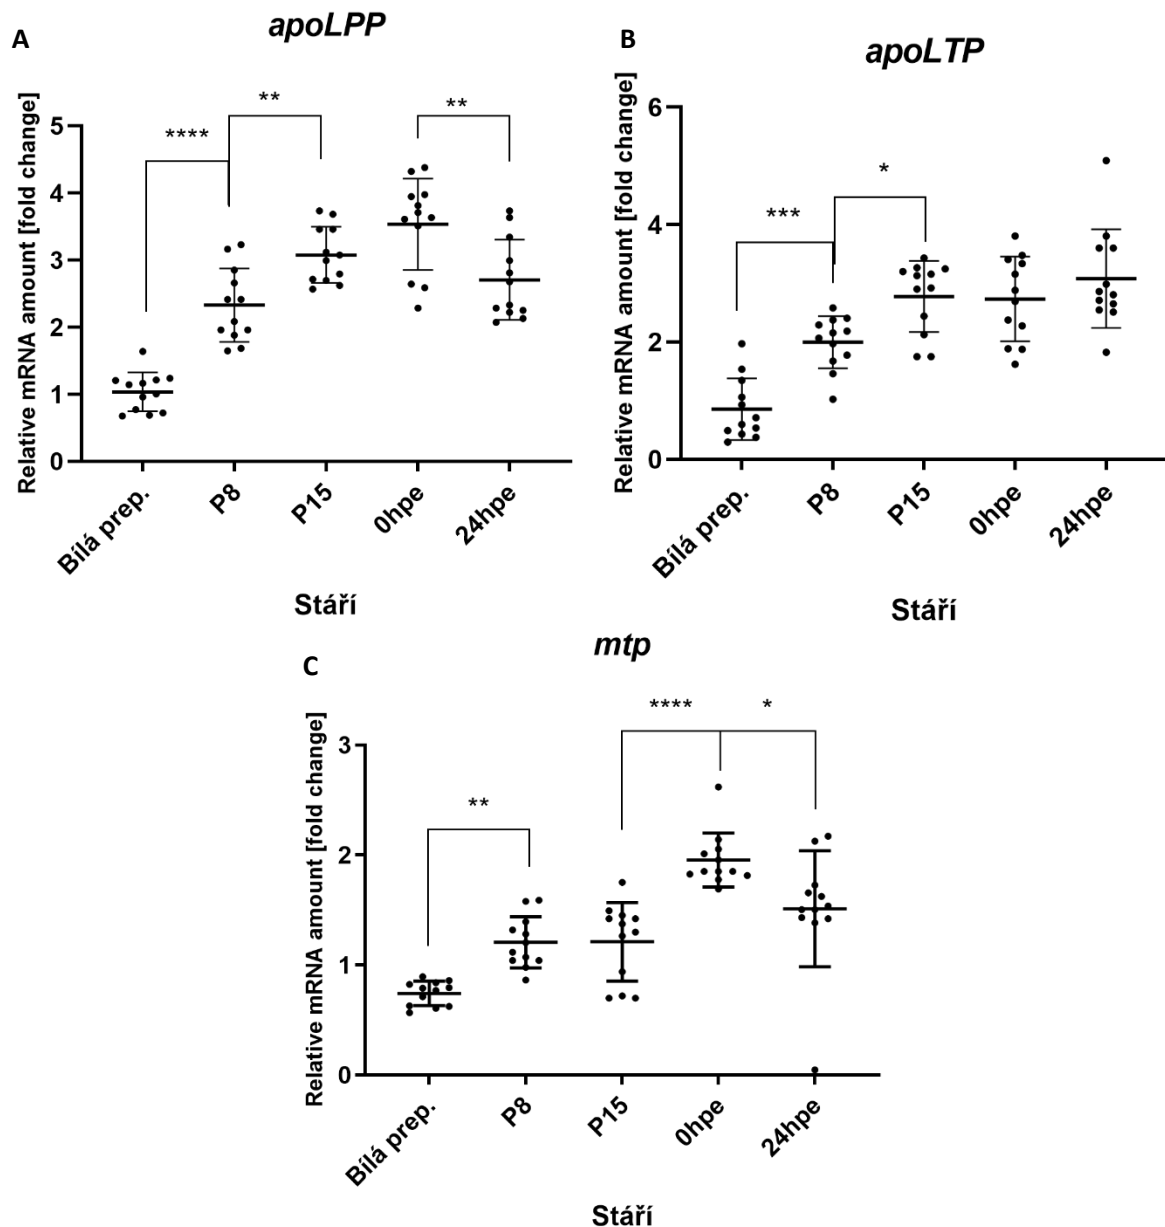 A
apoLPP
Relative mRNA amount [fold change]
5
4
3
2
1
0
****
**
**
Bílá prep.
P8
P15
0hpe
24hpe
Stáří
B
apoLTP
Relative mRNA amount [fold change]
6
4
2
0
***
*
Bílá prep.
P8
P15
0hpe
24hpe
Stáří
C
mtp
Relative mRNA amount [fold change]
3
2
1
0
**
****
*
Bílá prep.
P8
P15
0hpe
24hpe
Stáří